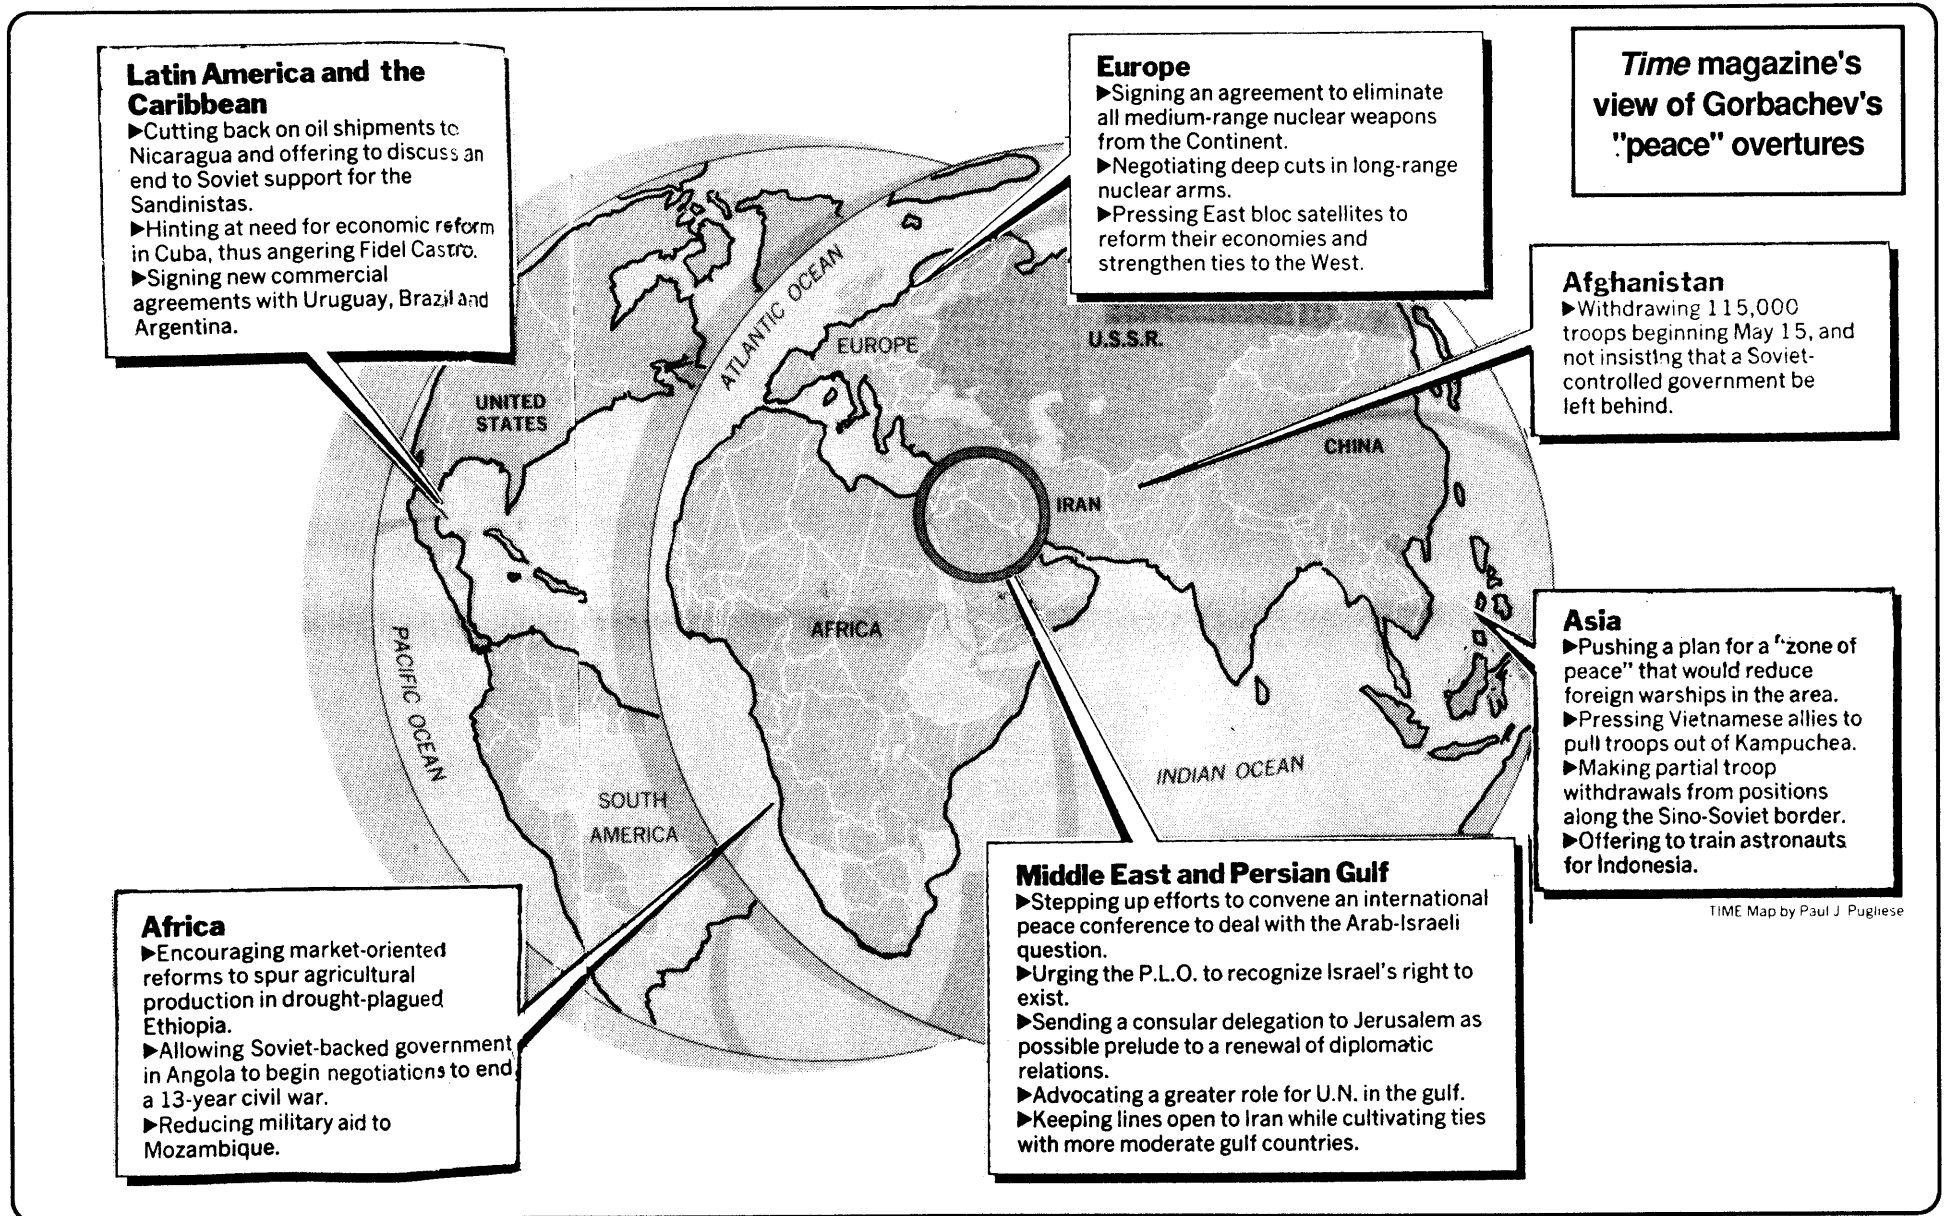 Time magazine's
view of Gorbachev's
"peace" overtures
Latin America and the
Caribbean
▶Cutting back on oil shipments to
Nicaragua and offering to discuss an
end to Soviet support for the
Sandinistas.
▶Hinting at need for economic reform
in Cuba, thus angering Fidel Castro.
▶Signing new commercial
agreements with Uruguay, Brazil and
Argentina.
Europe
▶Signing an agreement to eliminate
all medium-range nuclear weapons
from the Continent.
▶Negotiating deep cuts in long-range
nuclear arms.
▶Pressing East bloc satellites to
reform their economies and
strengthen ties to the West.
Afghanistan
▶Withdrawing 115,000
troops beginning May 15, and
not insisting that a Soviet-
controlled government be
left behind.
ATLANTIC OCEAN
EUROPE
U.S.S.R.
UNITED
STATES
CHINA
IRAN
AFRICA
PACIFIC OCEAN
INDIAN OCEAN
SOUTH
AMERICA
Asia
▶Pushing a plan for a "zone of
peace" that would reduce
foreign warships in the area.
▶Pressing Vietnamese allies to
pull troops out of Kampuchea.
▶Making partial troop
withdrawals from positions
along the Sino-Soviet border.
▶Offering to train astronauts
for Indonesia.
TIME Map by Paul J Pugliese
Africa
▶Encouraging market-oriented
reforms to spur agricultural
production in drought-plagued
Ethiopia.
▶Allowing Soviet-backed government
in Angola to begin negotiations to end
a 13-year civil war.
▶Reducing military aid to
Mozambique.
Middle East and Persian Gulf
▶Stepping up efforts to convene an international
peace conference to deal with the Arab-Israeli
question.
▶Urging the P.L.O. to recognize Israel's right to
exist.
▶Sending a consular delegation to Jerusalem as
possible prelude to a renewal of diplomatic
relations.
▶Advocating a greater role for U.N. in the gulf.
▶Keeping lines open to Iran while cultivating ties
with more moderate gulf countries.